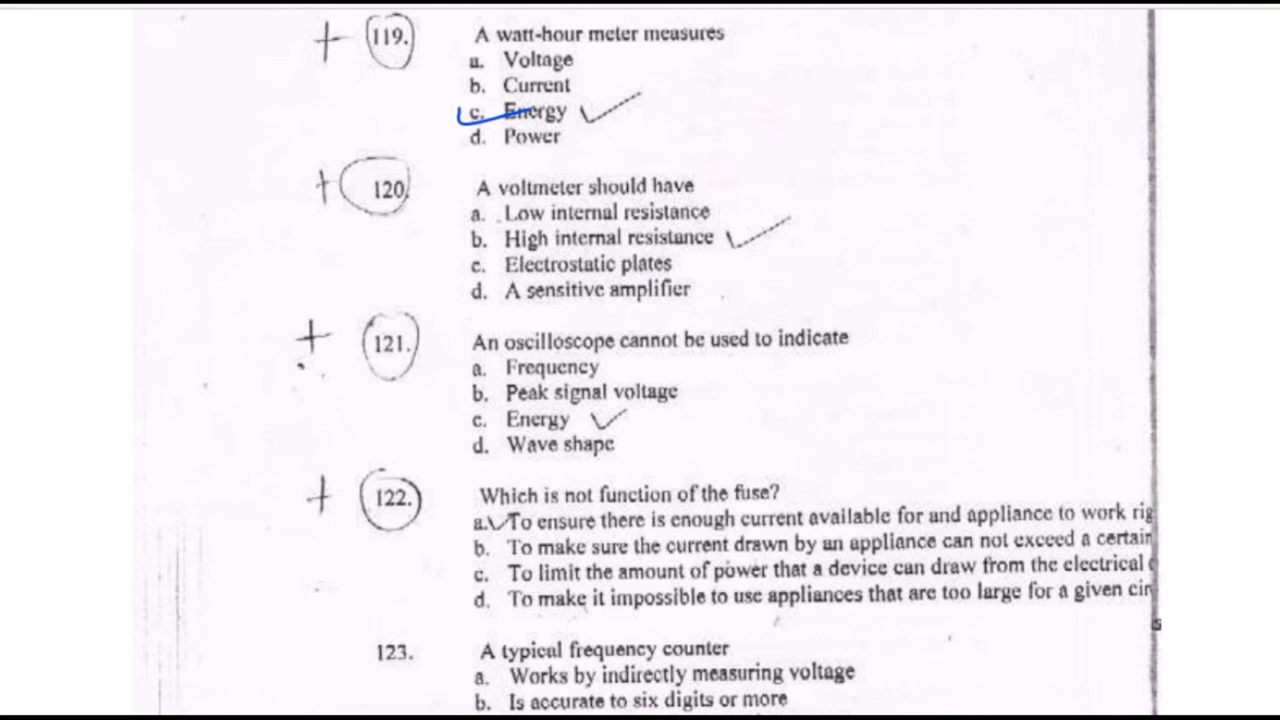 119. A watt-hour meter measures
a. Voltage
b. Current
c. Energy
d. Power
120. A voltmeter should have
a. Low internal resistance
b. High internal resistance
c. Electrostatic plates
d. A sensitive amplifier
121. An oscilloscope cannot be used to indicate
a. Frequency
b. Peak signal voltage
c. Energy
d. Wave shape
122. Which is not function of the fuse?
a. To ensure there is enough current available for and appliance to work rig
b. To make sure the current drawn by an appliance can not exceed a certain
c. To limit the amount of power that a device can draw from the electrical
d. To make it impossible to use appliances that are too large for a given cir
123. A typical frequency counter
a. Works by indirectly measuring voltage
b. Is accurate to six digits or more